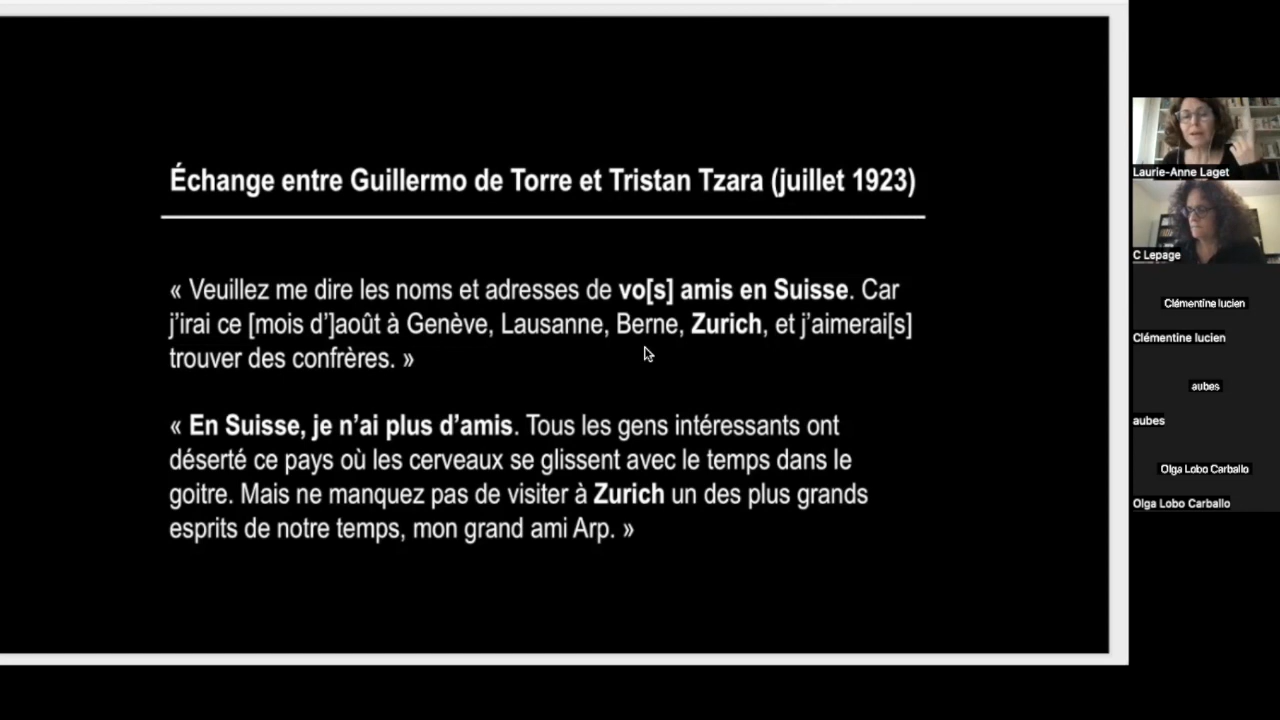 Échange entre Guillermo de Torre et Tristan Tzara (juillet 1923)
« Veuillez me dire les noms et adresses de vo[s] amis en Suisse. Car
j’irai ce [mois d’]août à Genève, Lausanne, Berne, Zurich, et j’aimerai[s]
trouver des confrères. »
« En Suisse, je n’ai plus d’amis. Tous les gens intéressants ont
déserté ce pays où les cerveaux se glissent avec le temps dans le
goitre. Mais ne manquez pas de visiter à Zurich un des plus grands
esprits de notre temps, mon grand ami Arp. »
Laurie-Anne Laget
C Lepage
Clémentine lucien
Clémentine lucien
aubes
aubes
Olga Lobo Carballo
Olga Lobo Carballo